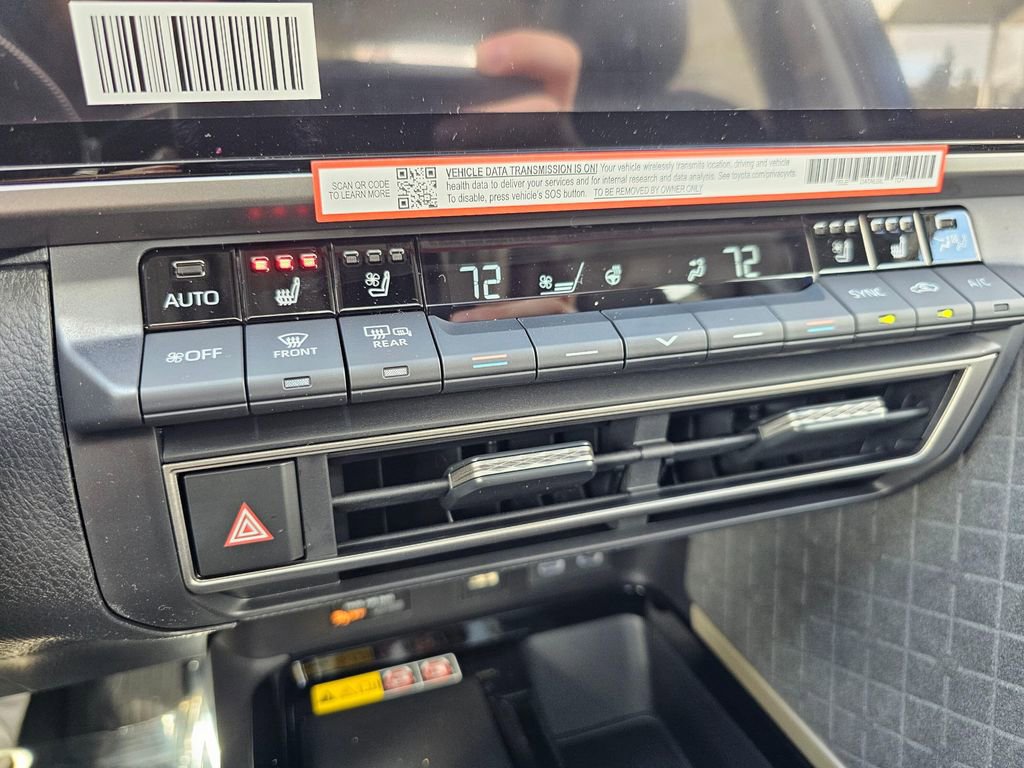 SCAN QR CODE
TO LEARN MORE
VEHICLE DATA TRANSMISSION IS ON! Your vehicle wirelessly transmits location, driving and vehicle
health data to deliver your services and for internal research and data analysis. See toyota.com/privacyvts.
To disable, press vehicle's SOS button. TO BE REMOVED BY OWNER ONLY
AUTO
72
72
OFF
FRONT
REAR
SYNC
A/C